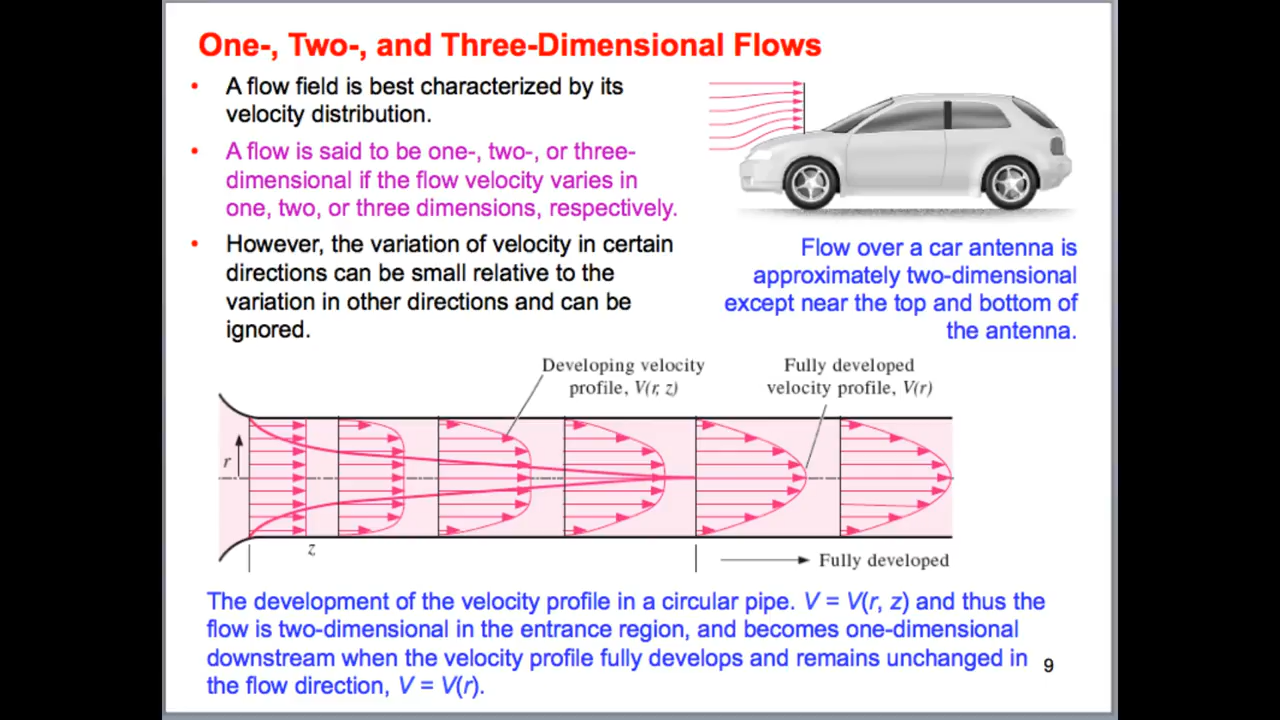 One-, Two-, and Three-Dimensional Flows
• A flow field is best characterized by its
velocity distribution.
• A flow is said to be one-, two-, or three-
dimensional if the flow velocity varies in
one, two, or three dimensions, respectively.
• However, the variation of velocity in certain
directions can be small relative to the
variation in other directions and can be
ignored.
Flow over a car antenna is
approximately two-dimensional
except near the top and bottom of
the antenna.
Developing velocity
profile, V(r, z)
Fully developed
velocity profile, V(r)
r
z
Fully developed
The development of the velocity profile in a circular pipe. V = V(r, z) and thus the
flow is two-dimensional in the entrance region, and becomes one-dimensional
downstream when the velocity profile fully develops and remains unchanged in
the flow direction, V = V(r).
9